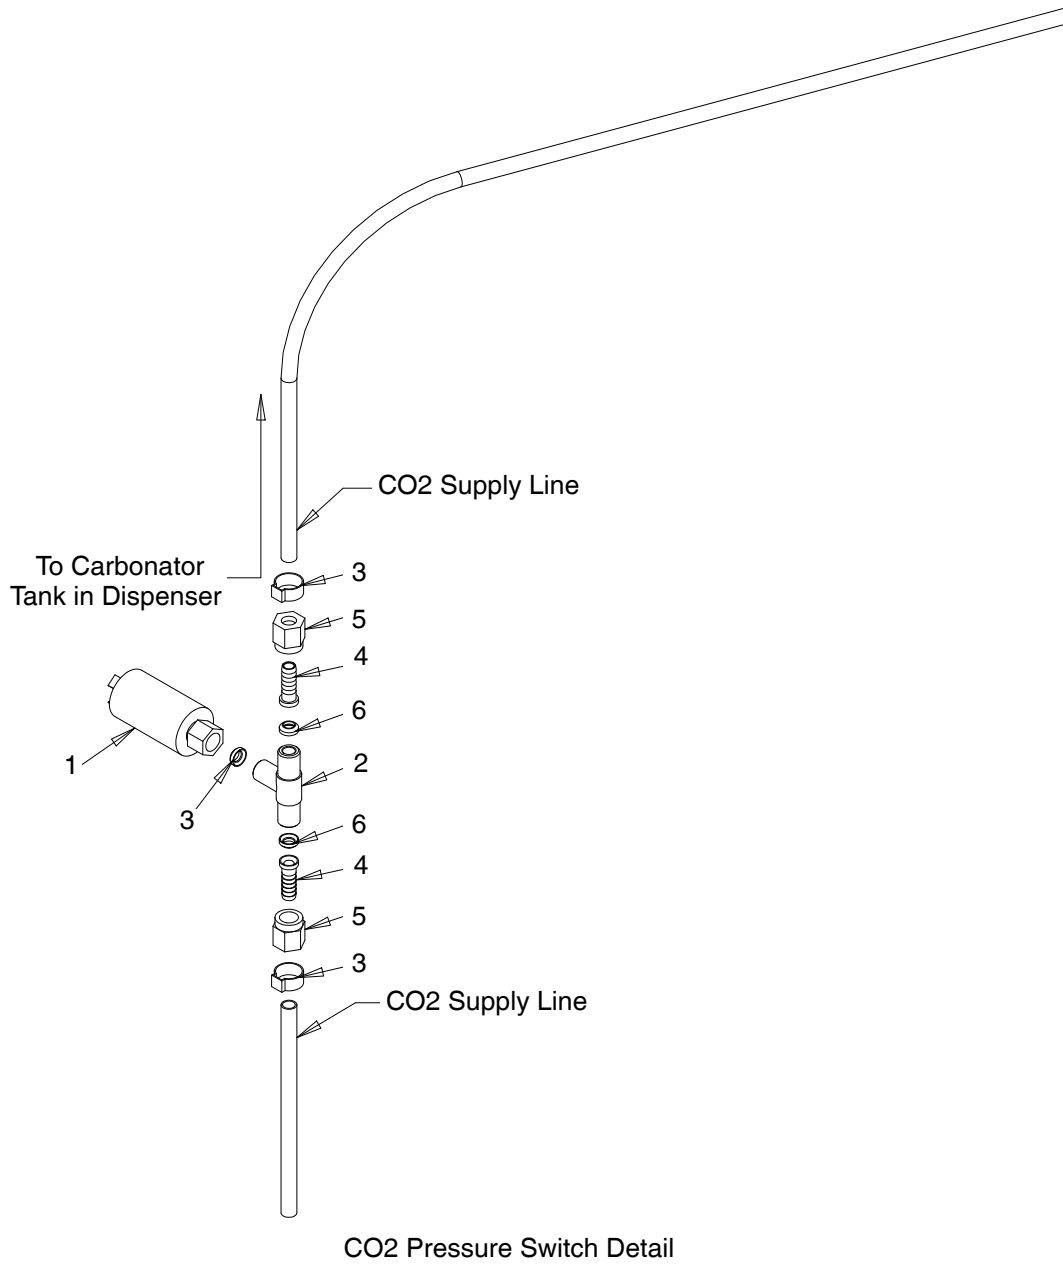 CO2 Supply Line
To Carbonator
Tank in Dispenser
3
5
4
6
1
2
3
6
4
5
3
CO2 Supply Line
CO2 Pressure Switch Detail